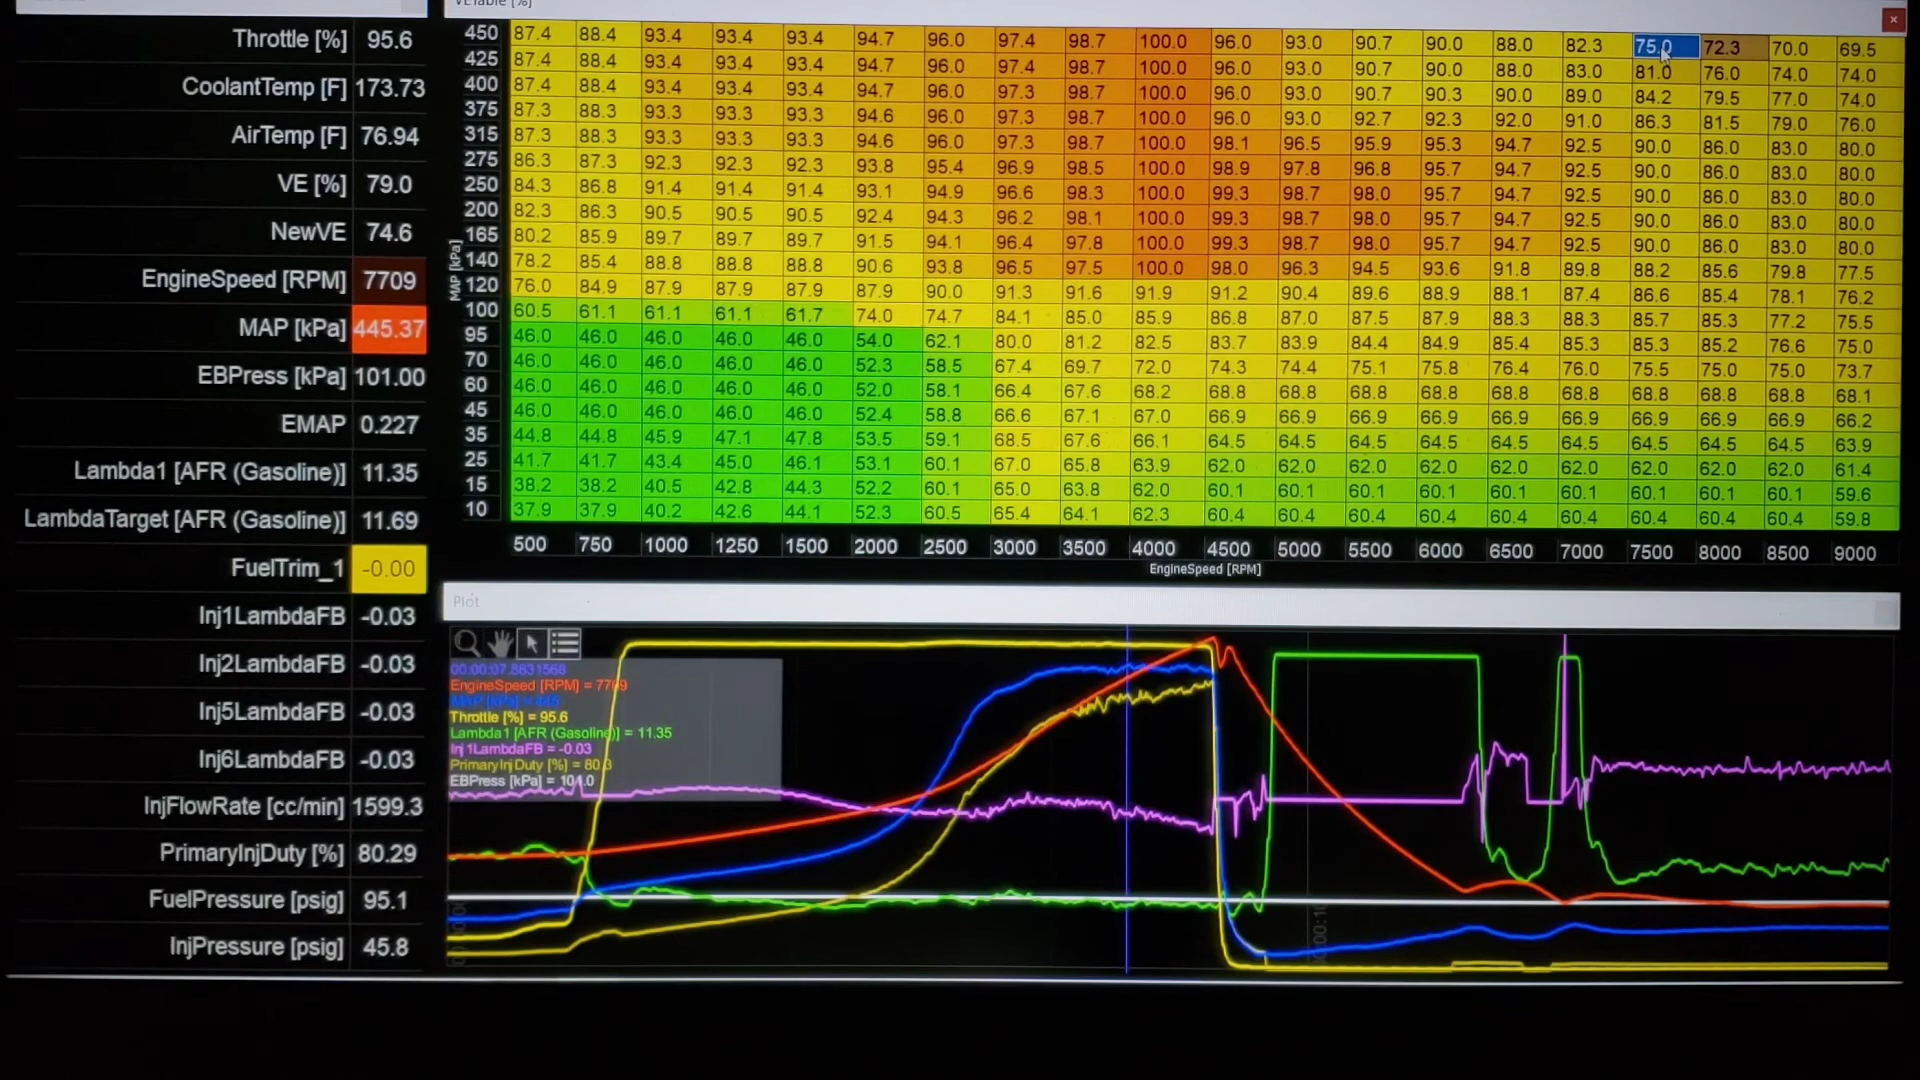 VETable [%]
Throttle [%] 95.6
CoolantTemp [F] 173.73
AirTemp [F] 76.94
VE [%] 79.0
NewVE 74.6
EngineSpeed [RPM] 7709
MAP [kPa] 445.37
EBPress [kPa] 101.00
EMAP 0.227
Lambda1 [AFR (Gasoline)] 11.35
LambdaTarget [AFR (Gasoline)] 11.69
FuelTrim_1 -0.00
Inj1LambdaFB -0.03
Inj2LambdaFB -0.03
Inj5LambdaFB -0.03
Inj6LambdaFB -0.03
InjFlowRate [cc/min] 1599.3
PrimaryInjDuty [%] 80.29
FuelPressure [psig] 95.1
InjPressure [psig] 45.8
MAP [kPa]
450 87.4 88.4 93.4 93.4 93.4 94.7 96.0 97.4 98.7 100.0 96.0 93.0 90.7 90.0 88.0 82.3 75.0 72.3 70.0 69.5
425 87.4 88.4 93.4 93.4 93.4 94.7 96.0 97.4 98.7 100.0 96.0 93.0 90.7 90.0 88.0 83.0 81.0 76.0 74.0 74.0
400 87.4 88.4 93.4 93.4 93.4 94.7 96.0 97.3 98.7 100.0 96.0 93.0 90.7 90.3 90.0 89.0 84.2 79.5 77.0 74.0
375 87.3 88.3 93.3 93.3 93.3 94.6 96.0 97.3 98.7 100.0 96.0 93.0 92.7 92.3 92.0 91.0 86.3 81.5 79.0 76.0
315 87.3 88.3 93.3 93.3 93.3 94.6 96.0 97.3 98.7 100.0 98.1 96.5 95.9 95.3 94.7 92.5 90.0 86.0 83.0 80.0
275 86.3 87.3 92.3 92.3 92.3 93.8 95.4 96.9 98.5 100.0 98.9 97.8 96.8 95.7 94.7 92.5 90.0 86.0 83.0 80.0
250 84.3 86.8 91.4 91.4 91.4 93.1 94.9 96.6 98.3 100.0 99.3 98.7 98.0 95.7 94.7 92.5 90.0 86.0 83.0 80.0
200 82.3 86.3 90.5 90.5 90.5 92.4 94.3 96.2 98.1 100.0 99.3 98.7 98.0 95.7 94.7 92.5 90.0 86.0 83.0 80.0
165 80.2 85.9 89.7 89.7 89.7 91.5 94.1 96.4 97.8 100.0 99.3 98.7 98.0 95.7 94.7 92.5 90.0 86.0 83.0 80.0
140 78.2 85.4 88.8 88.8 88.8 90.6 93.8 96.5 97.5 100.0 98.0 96.3 94.5 93.6 91.8 89.8 88.2 85.6 79.8 77.5
120 76.0 84.9 87.9 87.9 87.9 87.9 90.0 91.3 91.6 91.9 91.2 90.4 89.6 88.9 88.1 87.4 86.6 85.4 78.1 76.2
100 60.5 61.1 61.1 61.1 61.7 74.0 74.7 84.1 85.0 85.9 86.8 87.0 87.5 87.9 88.3 88.3 85.7 85.3 77.2 75.5
95 46.0 46.0 46.0 46.0 46.0 54.0 62.1 80.0 81.2 82.5 83.7 83.9 84.4 84.9 85.4 85.3 85.3 85.2 76.6 75.0
70 46.0 46.0 46.0 46.0 46.0 52.3 58.5 67.4 69.7 72.0 74.3 74.4 75.1 75.8 76.4 76.0 75.5 75.0 75.0 73.7
60 46.0 46.0 46.0 46.0 46.0 52.0 58.1 66.4 67.6 68.2 68.8 68.8 68.8 68.8 68.8 68.8 68.8 68.8 68.8 68.1
45 46.0 46.0 46.0 46.0 46.0 52.4 58.8 66.6 67.1 67.0 66.9 66.9 66.9 66.9 66.9 66.9 66.9 66.9 66.9 66.2
35 44.8 44.8 45.9 47.1 47.8 53.5 59.1 68.5 67.6 66.1 64.5 64.5 64.5 64.5 64.5 64.5 64.5 64.5 64.5 63.9
25 41.7 41.7 43.4 45.0 46.1 53.1 60.1 67.0 65.8 63.9 62.0 62.0 62.0 62.0 62.0 62.0 62.0 62.0 62.0 61.4
15 38.2 38.2 40.5 42.8 44.3 52.2 60.1 65.0 63.8 62.0 60.1 60.1 60.1 60.1 60.1 60.1 60.1 60.1 60.1 59.6
10 37.9 37.9 40.2 42.6 44.1 52.3 60.5 65.4 64.1 62.3 60.4 60.4 60.4 60.4 60.4 60.4 60.4 60.4 60.4 59.8
500 750 1000 1250 1500 2000 2500 3000 3500 4000 4500 5000 5500 6000 6500 7000 7500 8000 8500 9000
EngineSpeed [RPM]
Plot
00:00:07.8831568
EngineSpeed [RPM] = 7709
MAP [kPa] = 445
Throttle [%] = 95.6
Lambda1 [AFR (Gasoline)] = 11.35
Inj1LambdaFB = -0.03
PrimaryInjDuty [%] = 80.3
EBPress [kPa] = 101.0